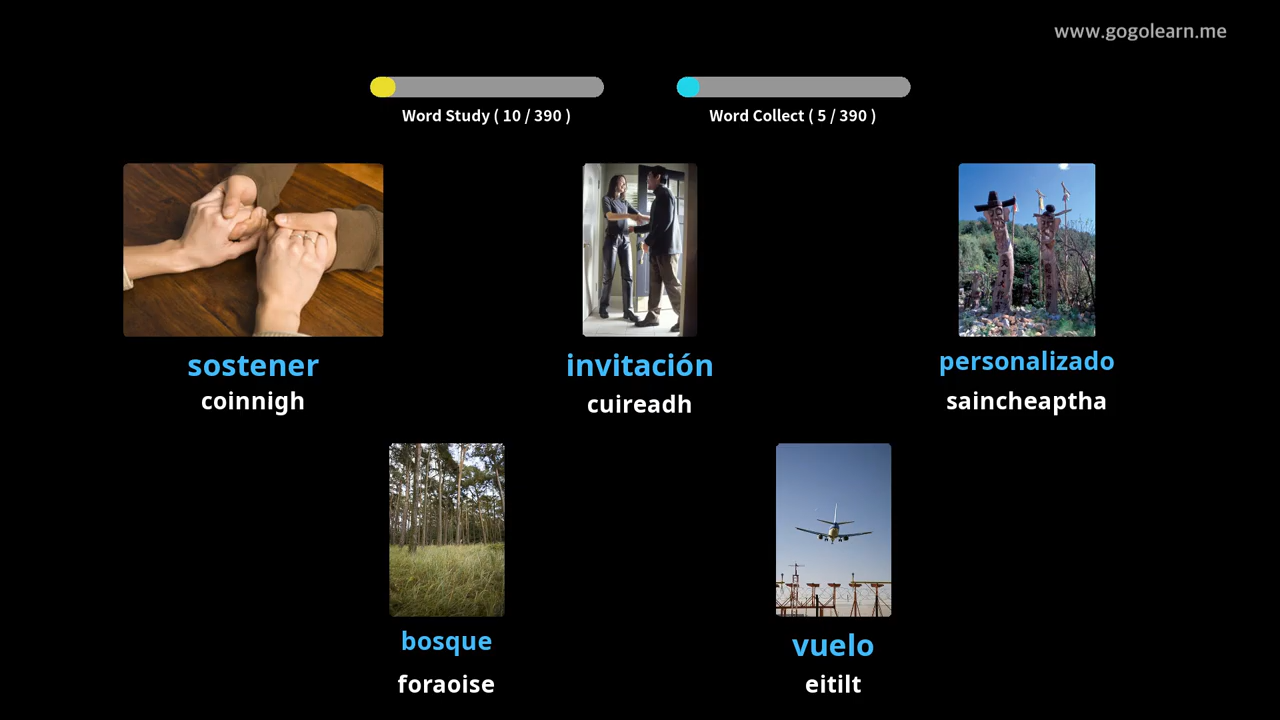 www.gogolearn.me
Word Study ( 10 / 390 )
Word Collect ( 5 / 390 )
sostener
coinnigh
invitación
cuireadh
personalizado
saincheaptha
bosque
foraoise
vuelo
eitilt